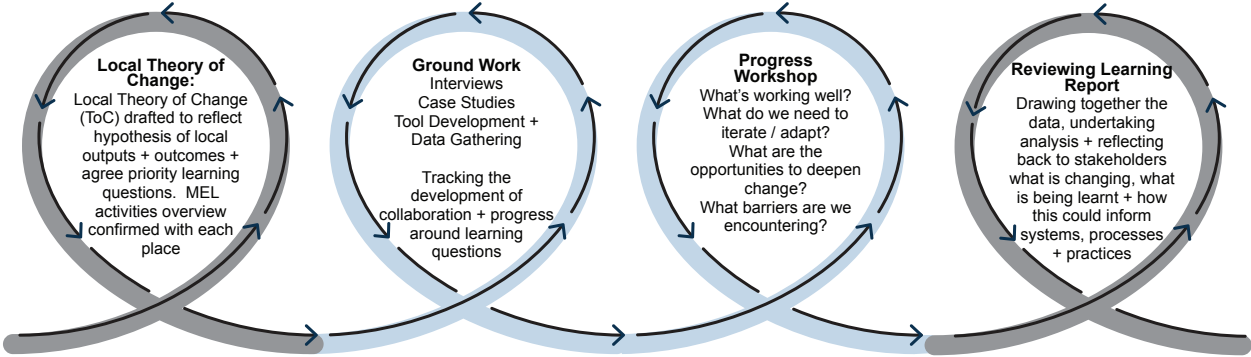 Local Theory of
Change:
Local Theory of Change
(ToC) drafted to reflect
hypothesis of local
outputs + outcomes +
agree priority learning
questions.  MEL
activities overview
confirmed with each
place
Ground Work
Interviews
Case Studies
Tool Development +
Data Gathering
Tracking the
development of
collaboration + progress
around learning
questions
Progress
Workshop
What’s working well?
What do we need to
iterate / adapt?
What are the
opportunities to deepen
change?
What barriers are we
encountering?
Reviewing Learning
Report
Drawing together the
data, undertaking
analysis + reflecting
back to stakeholders
what is changing, what
is being learnt + how
this could inform
systems, processes
+ practices